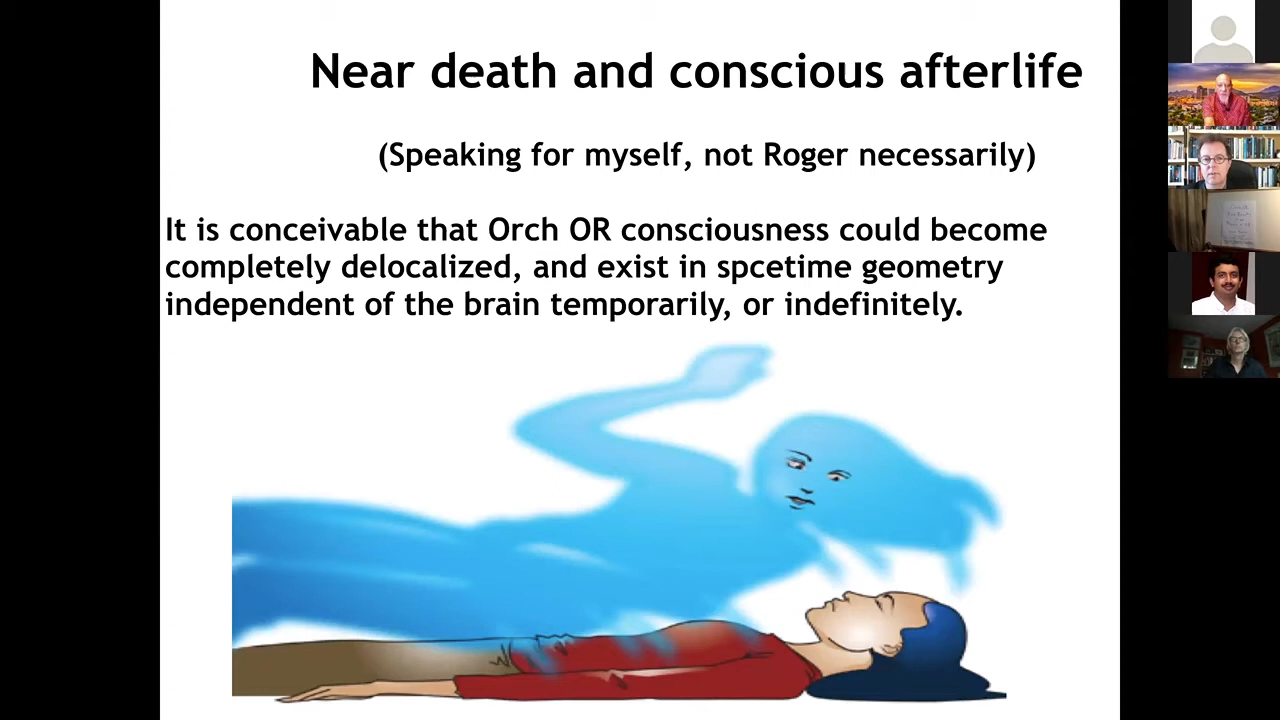 Near death and conscious afterlife
(Speaking for myself, not Roger necessarily)
It is conceivable that Orch OR consciousness could become
completely delocalized, and exist in spcetime geometry
independent of the brain temporarily, or indefinitely.